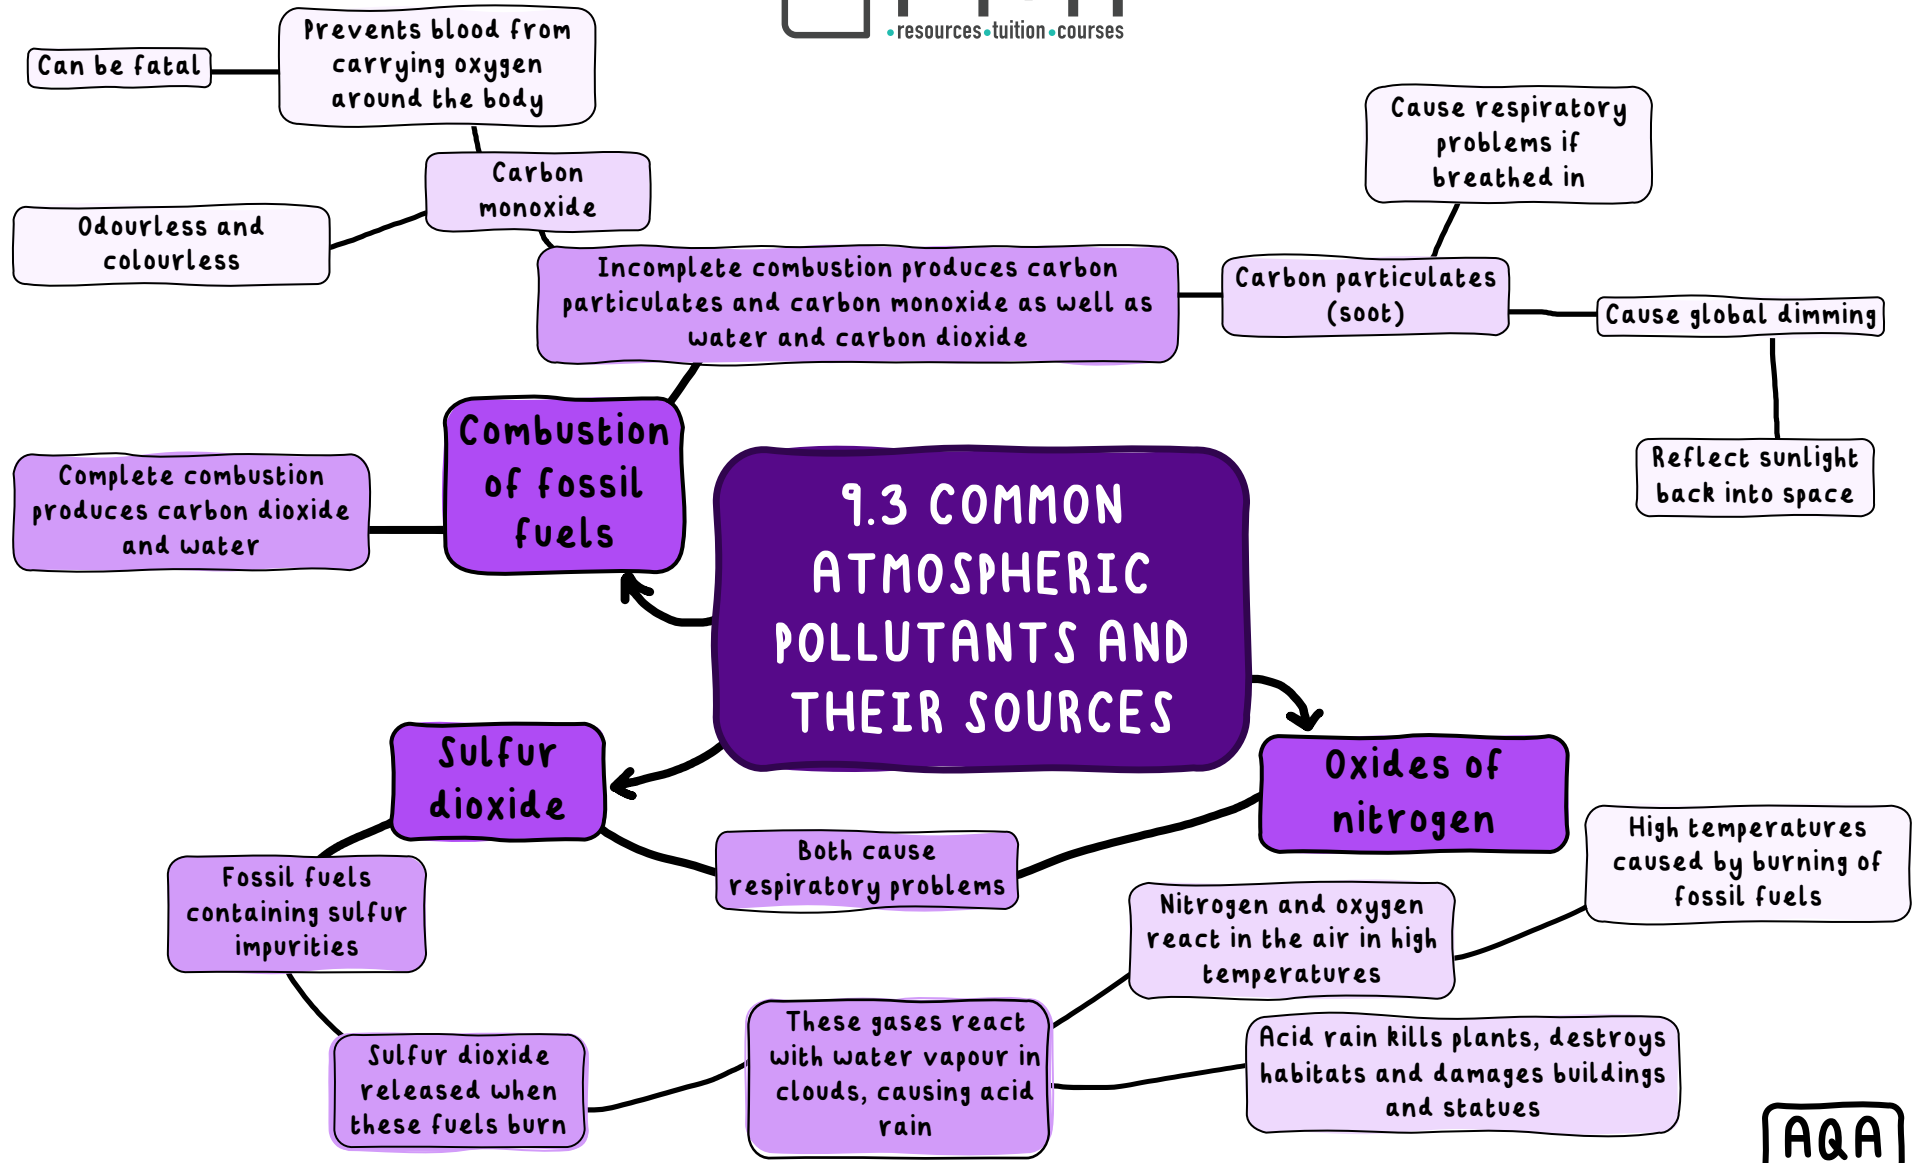 •resources•tuition•courses
Can be fatal
Prevents blood from
carrying oxygen
around the body
Carbon
monoxide
Odourless and
colourless
Incomplete combustion produces carbon
particulates and carbon monoxide as well as
water and carbon dioxide
Cause respiratory
problems if
breathed in
Carbon particulates
(soot)
Cause global dimming
Reflect sunlight
back into space
Combustion
of fossil
fuels
Complete combustion
produces carbon dioxide
and water
9.3 COMMON
ATMOSPHERIC
POLLUTANTS AND
THEIR SOURCES
Sulfur
dioxide
Oxides of
nitrogen
Both cause
respiratory problems
Fossil fuels
containing sulfur
impurities
Sulfur dioxide
released when
these fuels burn
These gases react
with water vapour in
clouds, causing acid
rain
Nitrogen and oxygen
react in the air in high
temperatures
High temperatures
caused by burning of
fossil fuels
Acid rain kills plants, destroys
habitats and damages buildings
and statues
AQA